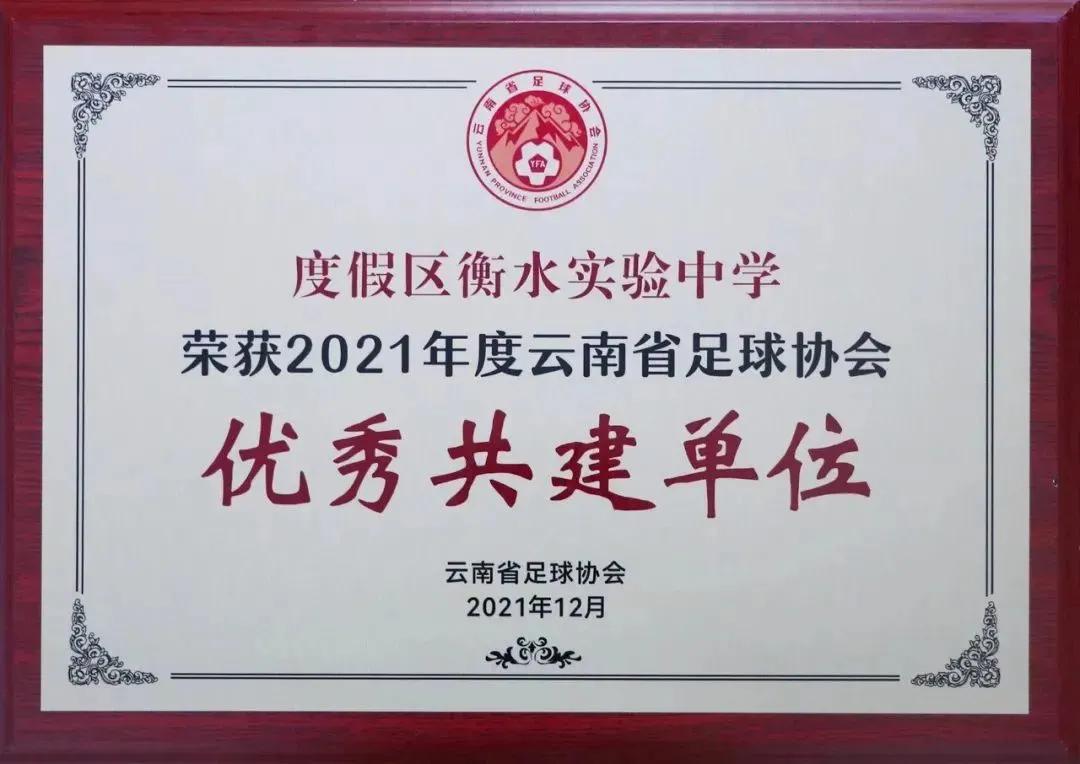 云南省足球协会
YFA
YUNNAN PROVINCE FOOTBALL ASSOCIATION
度假区衡水实验中学
荣获2021年度云南省足球协会
优秀共建单位
云南省足球协会
2021年12月